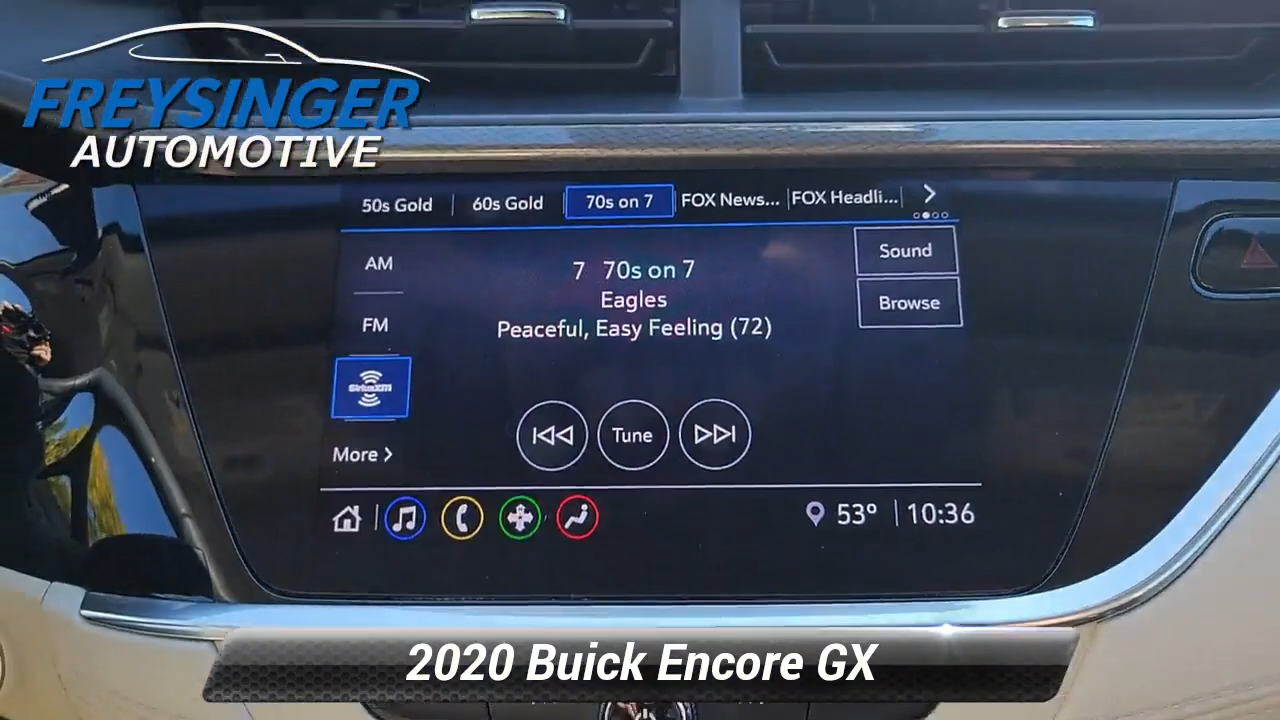 FREYSINGER
AUTOMOTIVE
50s Gold
60s Gold
70s on 7
FOX News...
FOX Headli...
AM
7 70s on 7
Sound
Eagles
FM
Peaceful, Easy Feeling (72)
Browse
SiriusXM
Tune
More >
53°
10:36
2020 Buick Encore GX